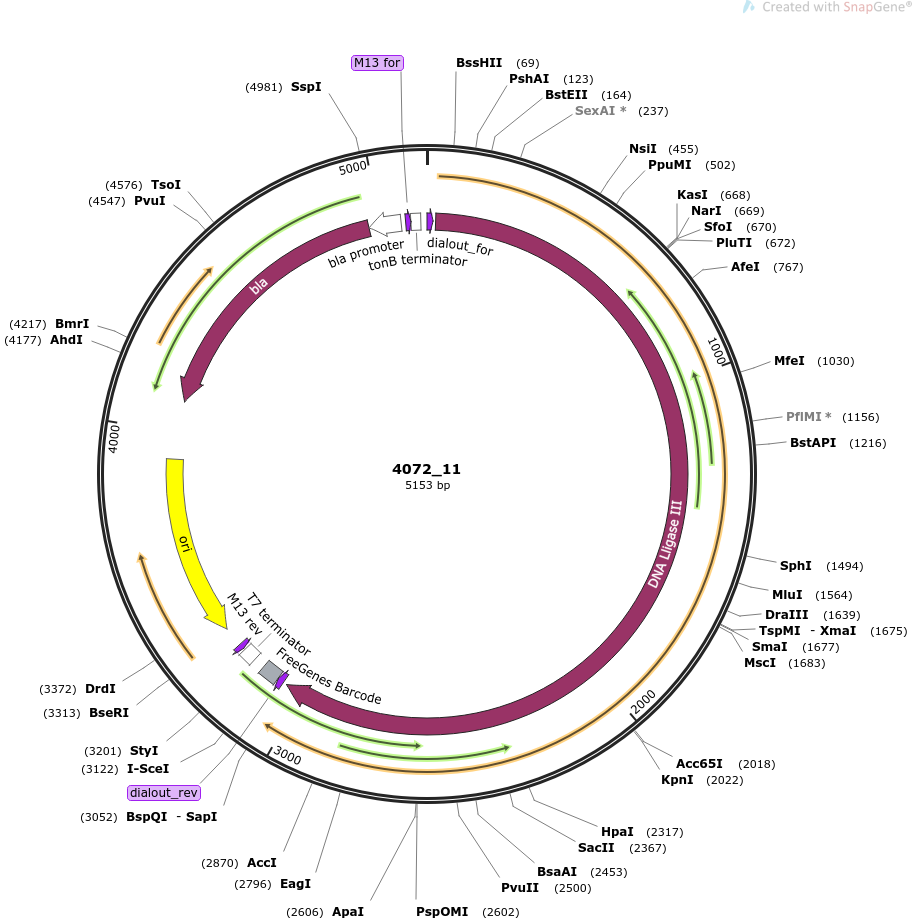 Created with SnapGene®
M13 for
BssHII (69)
PshAI (123)
BstEII (164)
SexAI * (237)
NsiI (455)
PpuMI (502)
KasI (668)
NarI (669)
SfoI (670)
PluTI (672)
AfeI (767)
MfeI (1030)
PflMI * (1156)
BstAPI (1216)
SphI (1494)
MluI (1564)
DraIII (1639)
TspMI - XmaI (1675)
SmaI (1677)
MscI (1683)
Acc65I (2018)
KpnI (2022)
HpaI (2317)
SacII (2367)
BsaAI (2453)
PvuII (2500)
PspOMI (2602)
(2606) ApaI
(2796) EagI
(2870) AccI
(3052) BspQI - SapI
dialout_rev
(3122) I-SceI
(3201) StyI
(3313) BseRI
(3372) DrdI
(4177) AhdI
(4217) BmrI
(4547) PvuI
(4576) TsoI
(4981) SspI
1000
2000
3000
4000
5000
bla
bla promoter
tonB terminator
dialout_for
DNA LIigase III
ori
M13 rev
T7 terminator
FreeGenes Barcode
4072_11
5153 bp